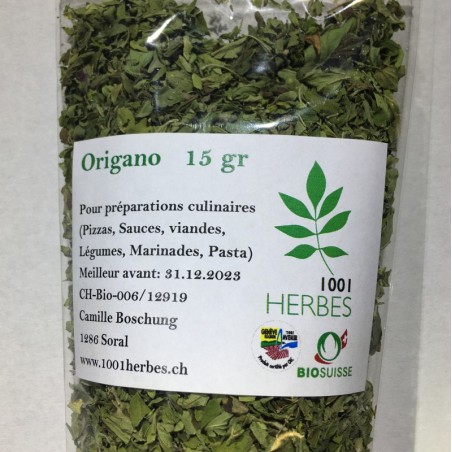 Origano 15 gr
Pour préparations culinaires
(Pizzas, Sauces, viandes,
Légumes, Marinades, Pasta)
Meilleur avant: 31.12.2023
CH-Bio-006/12919
Camille Boschung
1286 Soral
www.1001herbes.ch
1001
HERBES
GENÈVE
BIOSUISSE